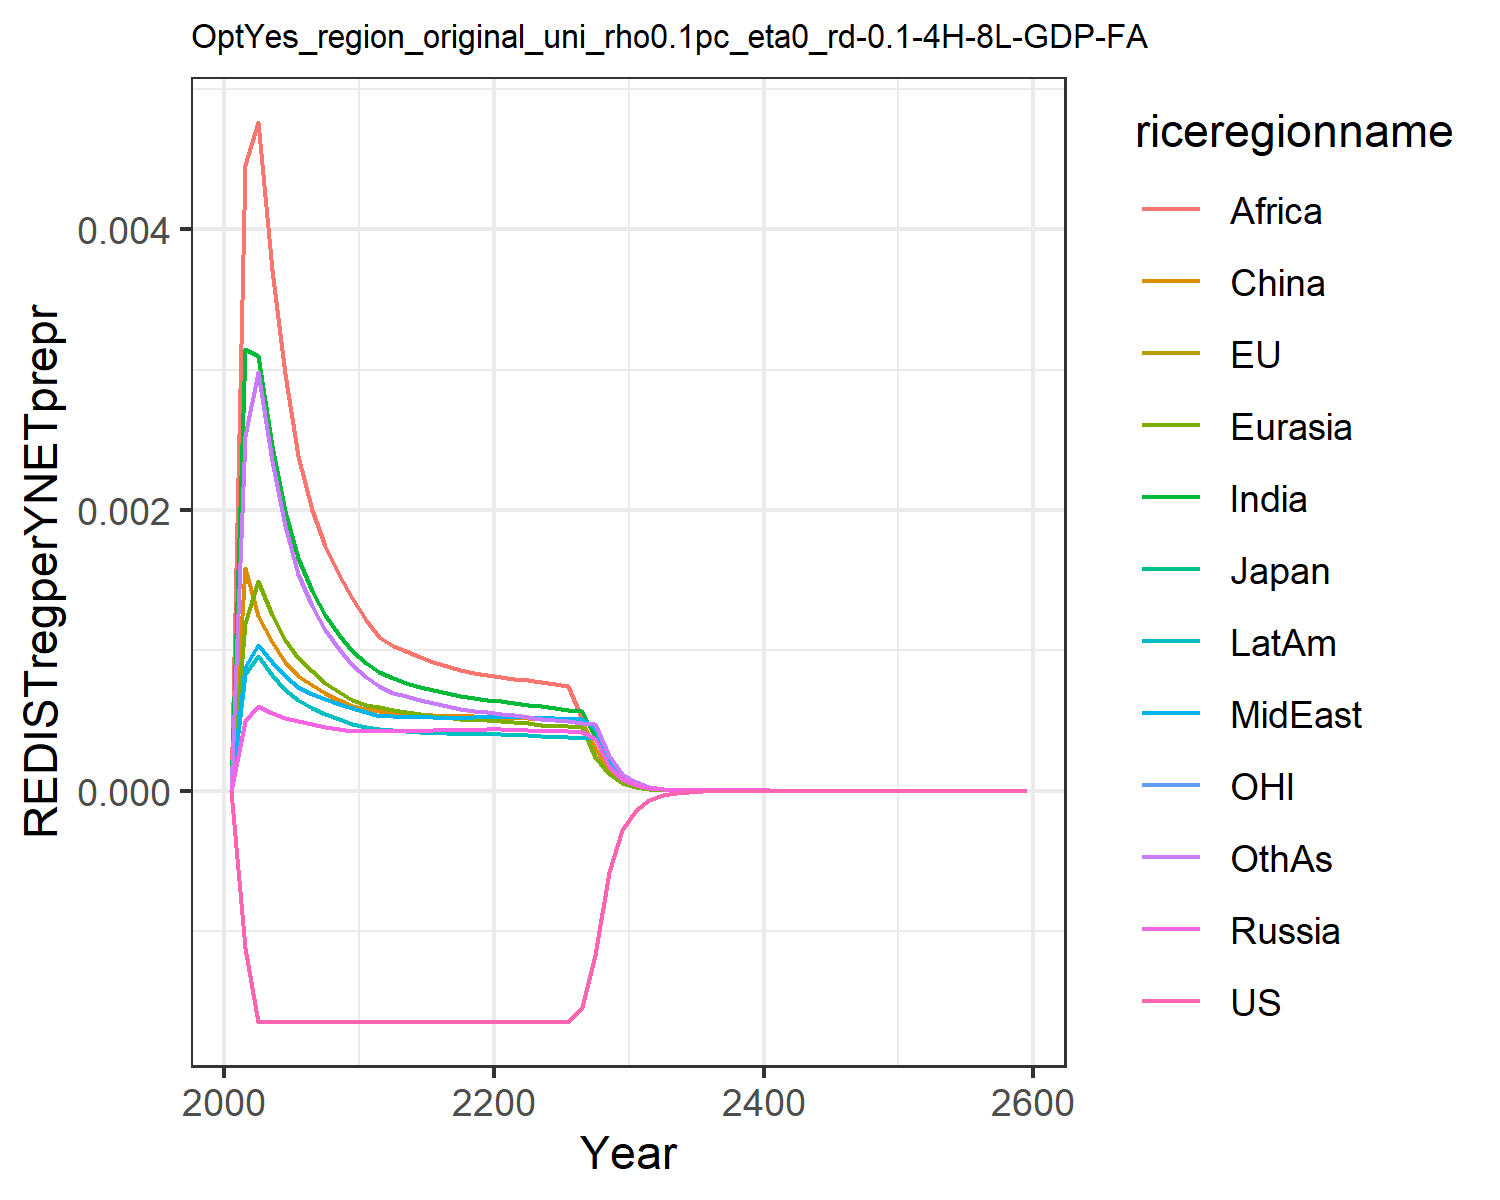 OptYes_region_original_uni_rho0.1pc_eta0_rd-0.1-4H-8L-GDP-FA
REDISTregperYNETprepr
0.004
0.002
0.000
2000
2200
2400
2600
Year
riceregionname
Africa
China
EU
Eurasia
India
Japan
LatAm
MidEast
OHI
OthAs
Russia
US